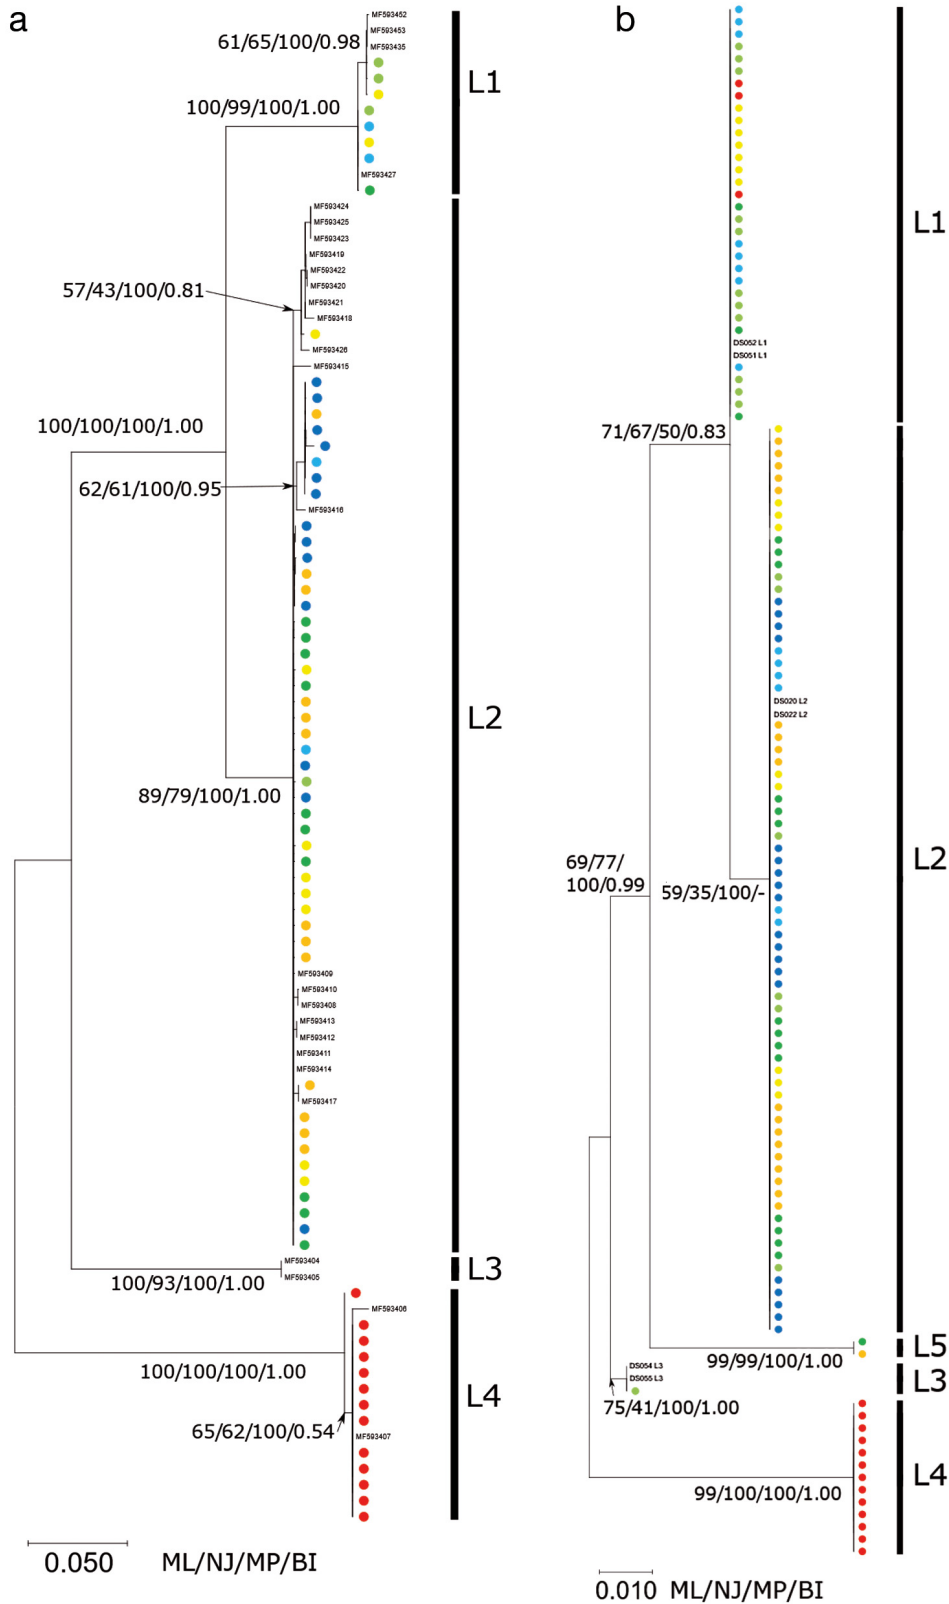 a
MF593452
MF593453
MF593435
61/65/100/0.98
L1
100/99/100/1.00
MF593427
MF593424
MF593425
MF593423
MF593419
MF593422
MF593420
57/43/100/0.81
MF593421
MF593418
MF593426
MF593415
100/100/100/1.00
62/61/100/0.95
MF593416
L2
89/79/100/1.00
MF593409
MF593410
MF593408
MF593413
MF593412
MF593411
MF593414
MF593417
MF593404
L3
MF593405
100/93/100/1.00
MF593406
100/100/100/1.00
L4
65/62/100/0.54
MF593407
0.050
ML/NJ/MP/BI
b
L1
DS052 L1
DS051 L1
71/67/50/0.83
DS020 L2
DS022 L2
L2
69/77/
100/0.99
59/35/100/-
L5
99/99/100/1.00
DS054 L3
DS055 L3
L3
75/41/100/1.00
L4
99/100/100/1.00
0.010
ML/NJ/MP/BI